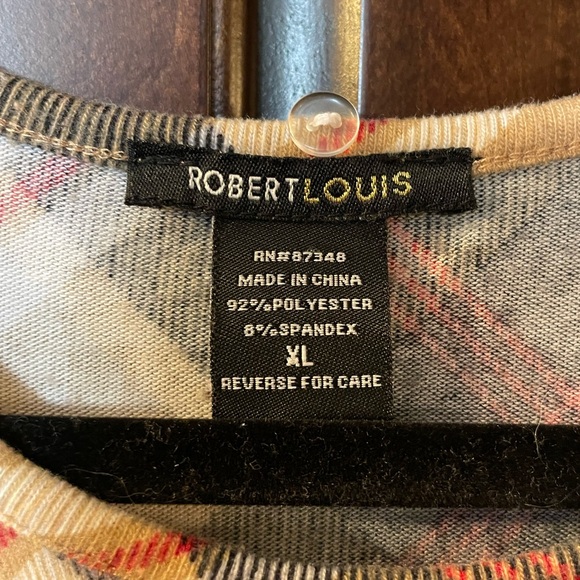 ROBERTLOUIS
RN#87348
MADE IN CHINA
92%POLYESTER
8%SPANDEX
XL
REVERSE FOR CARE